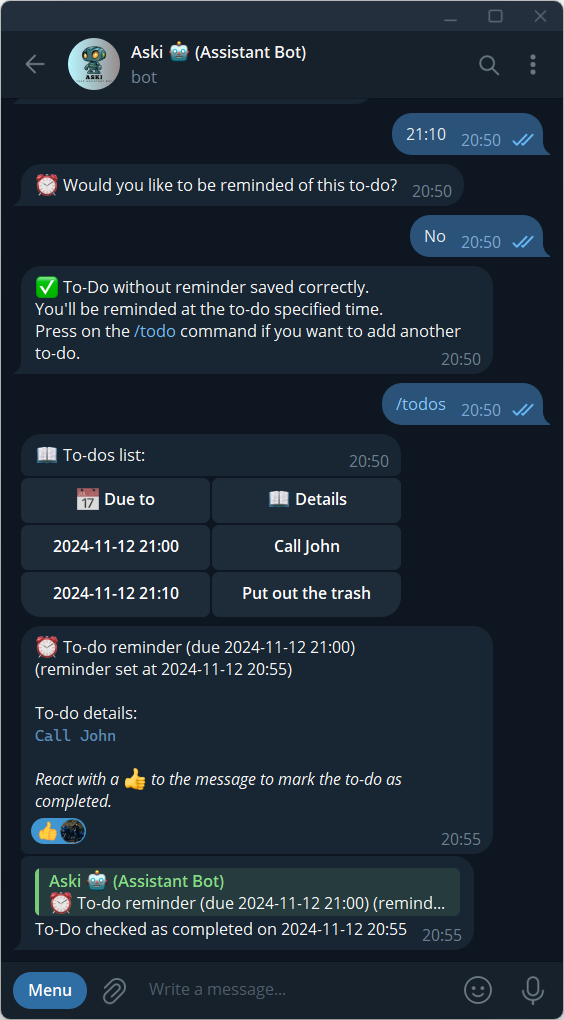 Aski 🤖 (Assistant Bot)
bot
ASKI
21:10 20:50
⏰ Would you like to be reminded of this to-do? 20:50
No 20:50
✅ To-Do without reminder saved correctly.
You'll be reminded at the to-do specified time.
Press on the /todo command if you want to add another
to-do. 20:50
/todos 20:50
📖 To-dos list: 20:50
📅 Due to 📖 Details
2024-11-12 21:00 Call John
2024-11-12 21:10 Put out the trash
⏰ To-do reminder (due 2024-11-12 21:00)
(reminder set at 2024-11-12 20:55)
To-do details:
Call John
React with a 👍 to the message to mark the to-do as
completed.
👍 20:55
Aski 🤖 (Assistant Bot)
⏰ To-do reminder (due 2024-11-12 21:00) (remind...
To-Do checked as completed on 2024-11-12 20:55 20:55
Menu Write a message...